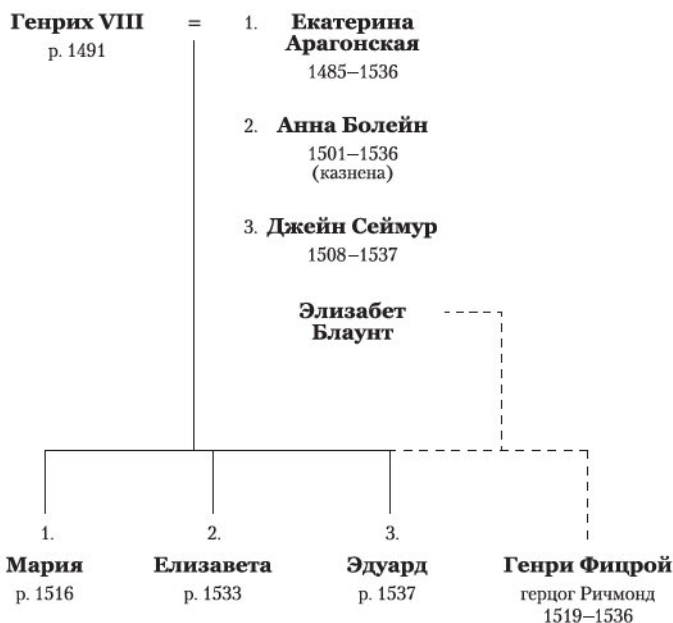 Генрих VIII = 1. Екатерина
Арагонская
р. 1491
1485–1536
2. Анна Болейн
1501–1536
(казнена)
3. Джейн Сеймур
1508–1537
Элизабет
Блаунт
1. 2. 3.
Мария Елизавета Эдуард Генри Фицрой
р. 1516 р. 1533 р. 1537 герцог Ричмонд
1519–1536